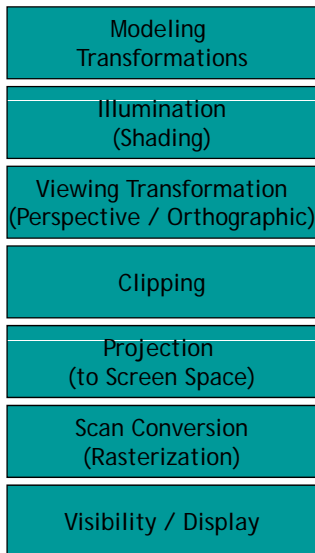 Modeling
Transformations
Illumination
(Shading)
Viewing Transformation
(Perspective / Orthographic)
Clipping
Projection
(to Screen Space)
Scan Conversion
(Rasterization)
Visibility / Display